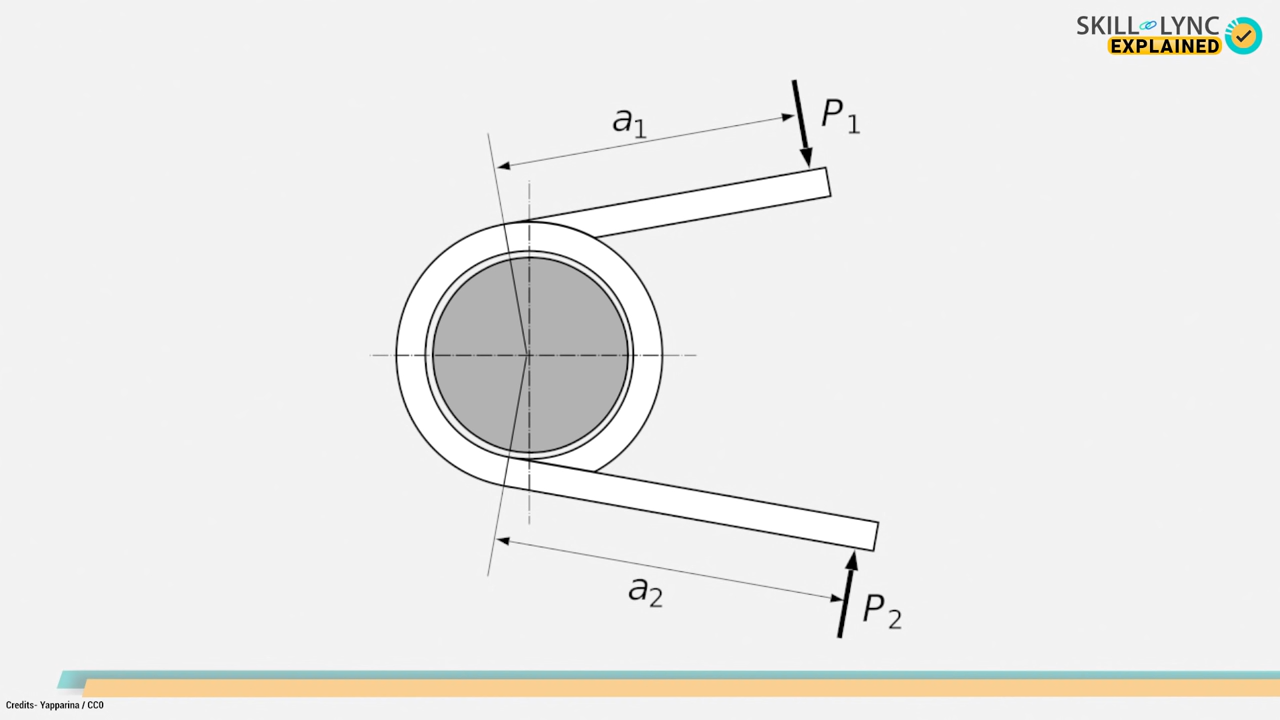 SKILL LYNC
EXPLAINED
a1
P1
a2
P2
Credits- Yapparina / CC0